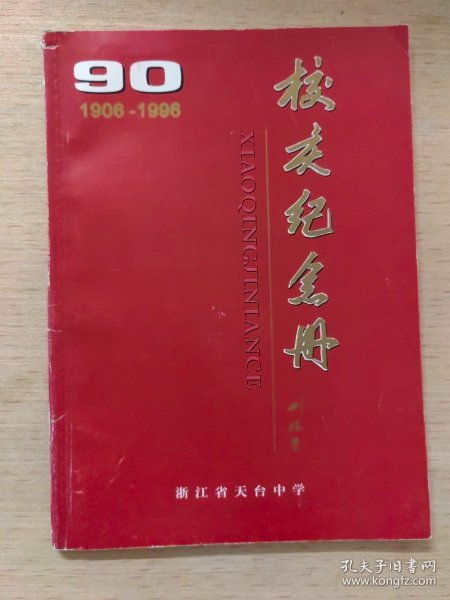 90
1906-1996
校庆纪念册
XIAOQINGJINIANCE
浙江省天台中学
孔夫子旧书网
www.kongfz.com